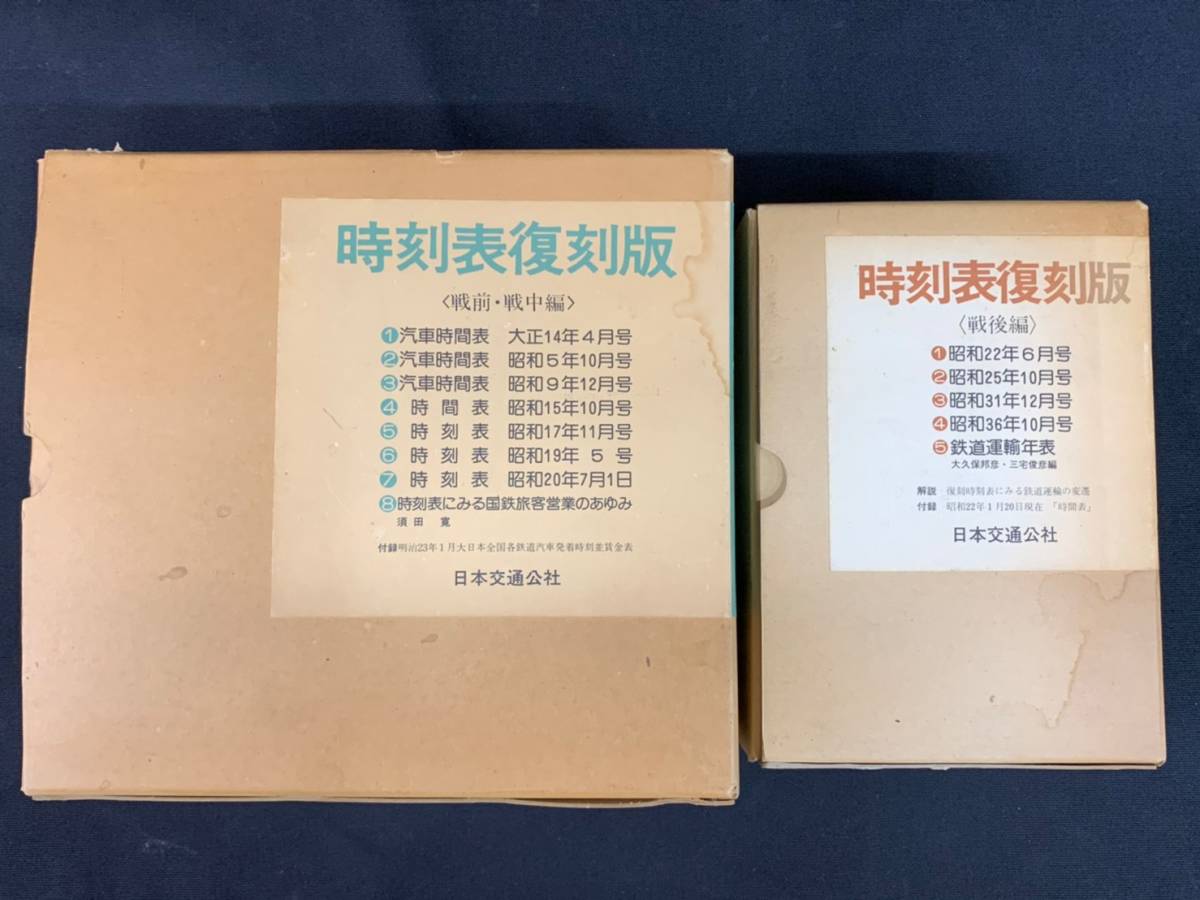 時刻表復刻版
〈戦前・戦中編〉
①汽車時間表 大正14年4月号
②汽車時間表 昭和5年10月号
③汽車時間表 昭和9年12月号
④時間表 昭和15年10月号
⑤時刻表 昭和17年11月号
⑥時刻表 昭和19年5号
⑦時刻表 昭和20年7月1日
⑧時刻表にみる国鉄旅客営業のあゆみ
須田 寛
付録 明治23年1月大日本全国各鉄道汽車発着時刻並賃金表
日本交通公社
時刻表復刻版
〈戦後編〉
①昭和22年6月号
②昭和25年10月号
③昭和31年12月号
④昭和36年10月号
⑤鉄道運輸年表
大久保邦彦・三宅俊彦編
解説 復刻時刻表にみる鉄道運輸の変遷
付録 昭和22年1月20日現在 「時間表」
日本交通公社